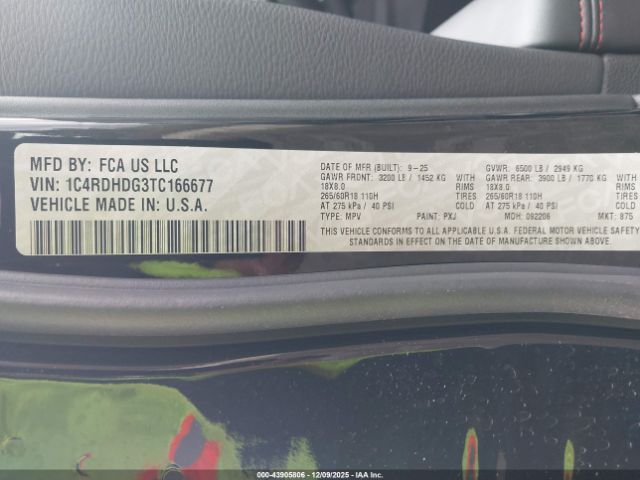 MFD BY: FCA US LLC
VIN: 1C4RDHDG3TC166677
VEHICLE MADE IN: U.S.A.
DATE OF MFR (BUILT): 9-25 GVWR: 6500 LB / 2949 KG
GAWR FRONT: 3200 LB / 1452 KG WITH GAWR REAR: 3900 LB / 1770 KG WITH
18X8.0 RIMS 18X8.0 RIMS
265/60R18 110H TIRES 265/60R18 110H TIRES
AT 275 kPa / 40 PSI COLD AT 275 kPa / 40 PSI COLD
TYPE: MPV PAINT: PXJ MDH: 092206 MKT: 875
THIS VEHICLE CONFORMS TO ALL APPLICABLE U.S.A. FEDERAL MOTOR VEHICLE SAFETY
STANDARDS IN EFFECT ON THE DATE OF MANUFACTURE SHOWN ABOVE
000-43905806 - 12/09/2025 - IAAI.com